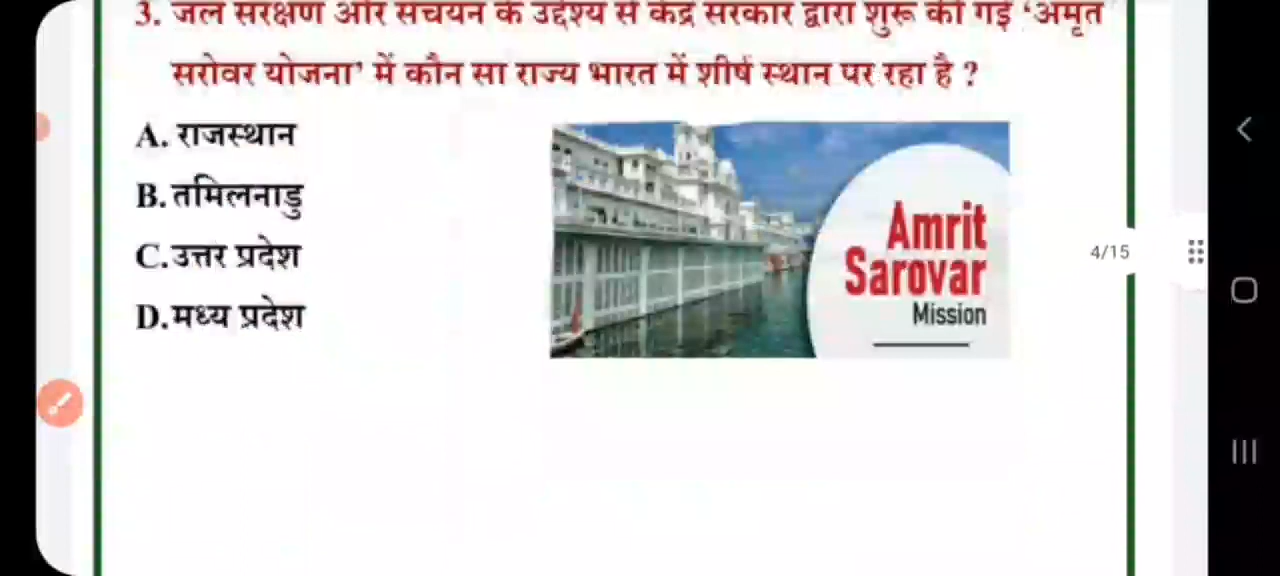 3. जल संरक्षण और संचयन के उद्देश्य से केंद्र सरकार द्वारा शुरू की गई ‘अमृत
सरोवर योजना’ में कौन सा राज्य भारत में शीर्ष स्थान पर रहा है ?
A. राजस्थान
B. तमिलनाडु
C. उत्तर प्रदेश
D. मध्य प्रदेश
Amrit
Sarovar
Mission
4/15